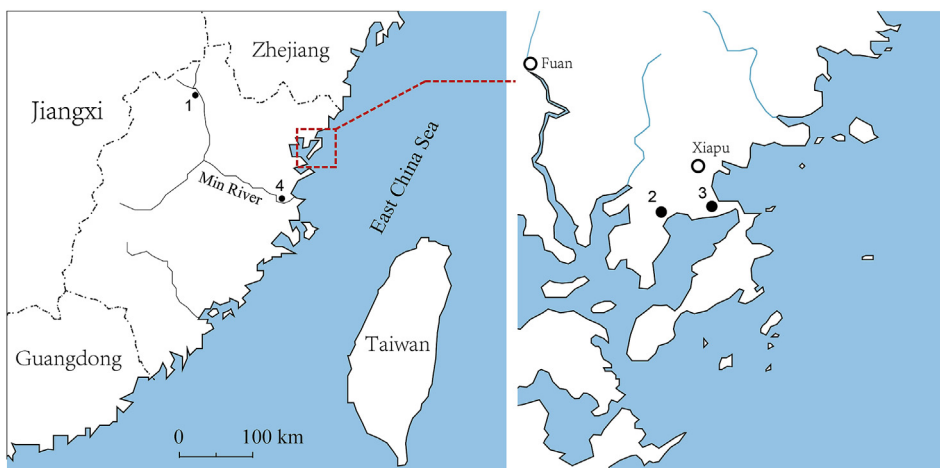 Zhejiang
Jiangxi
1
Min River
4
East China Sea
Guangdong
Taiwan
0 100 km
Fuan
Xiapu
2
3